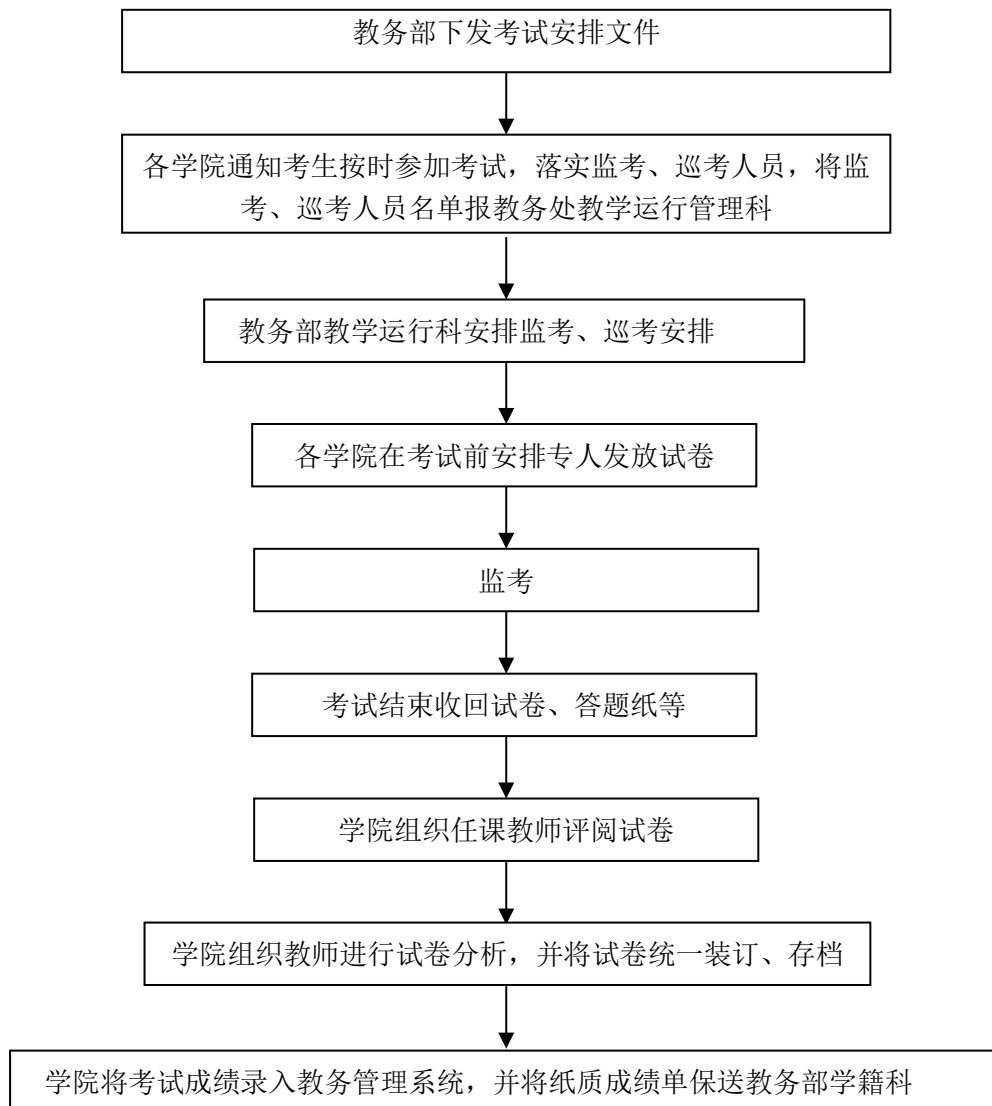 教务部下发考试安排文件
各学院通知考生按时参加考试，落实监考、巡考人员，将监
考、巡考人员名单报教务处教学运行管理科
教务部教学运行科安排监考、巡考安排
各学院在考试前安排专人发放试卷
监考
考试结束收回试卷、答题纸等
学院组织任课教师评阅试卷
学院组织教师进行试卷分析，并将试卷统一装订、存档
学院将考试成绩录入教务管理系统，并将纸质成绩单保送教务部学籍科